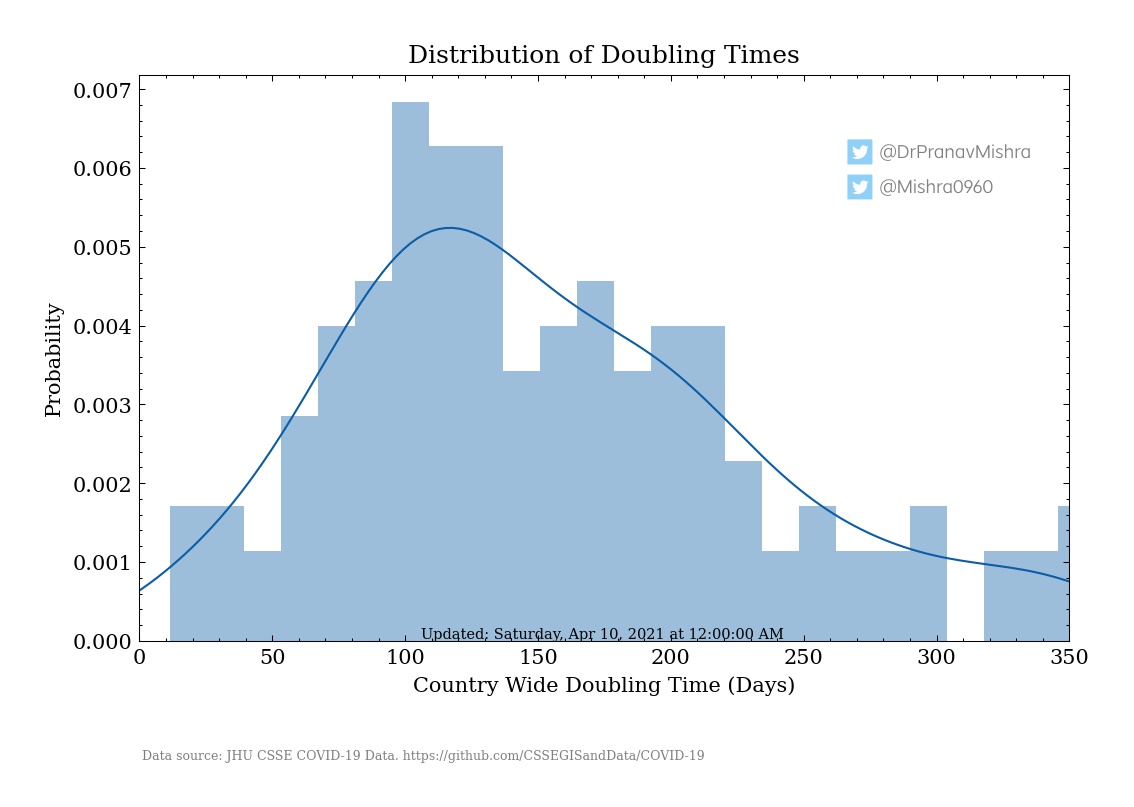 Distribution of Doubling Times
0.007
0.006
0.005
0.004
0.003
0.002
0.001
0.000
Probability
@DrPranavMishra
@Mishra0960
Updated: Saturday, Apr 10, 2021 at 12:00:00 AM
0 50 100 150 200 250 300 350
Country Wide Doubling Time (Days)
Data source: JHU CSSE COVID-19 Data. https://github.com/CSSEGISandData/COVID-19